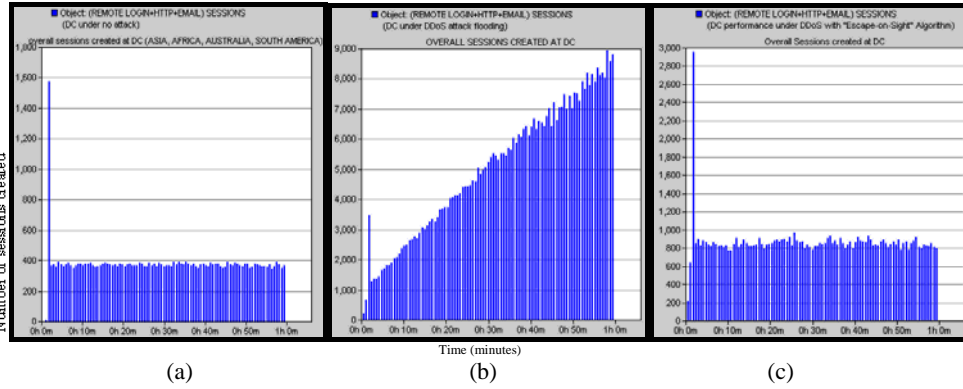 Object: (REMOTE LOGIN+HTTP+EMAIL) SESSIONS
(DC under no attack)
overall sessions created at DC (ASIA, AFRICA, AUSTRALIA, SOUTH AMERICA)
1,800
1,600
1,400
1,200
1,000
800
600
400
200
0
0h 0m
0h 10m
0h 20m
0h 30m
0h 40m
0h 50m
1h 0m
Number of sessions created
(a)
Object: (REMOTE LOGIN+HTTP+EMAIL) SESSIONS
(DC under DDoS attack flooding)
OVERALL SESSIONS CREATED AT DC
9,000
8,000
7,000
6,000
5,000
4,000
3,000
2,000
1,000
0
0h 0m
0h 10m
0h 20m
0h 30m
0h 40m
0h 50m
1h 0m
Time (minutes)
(b)
Object: (REMOTE LOGIN+HTTP+EMAIL) SESSIONS
(DC performance under DDoS with "Escape-on-Sight" Algorithm)
Overall Sessions created at DC
3,000
2,800
2,600
2,400
2,200
2,000
1,800
1,600
1,400
1,200
1,000
800
600
400
200
0
0h 0m
0h 10m
0h 20m
0h 30m
0h 40m
0h 50m
1h 0m
(c)